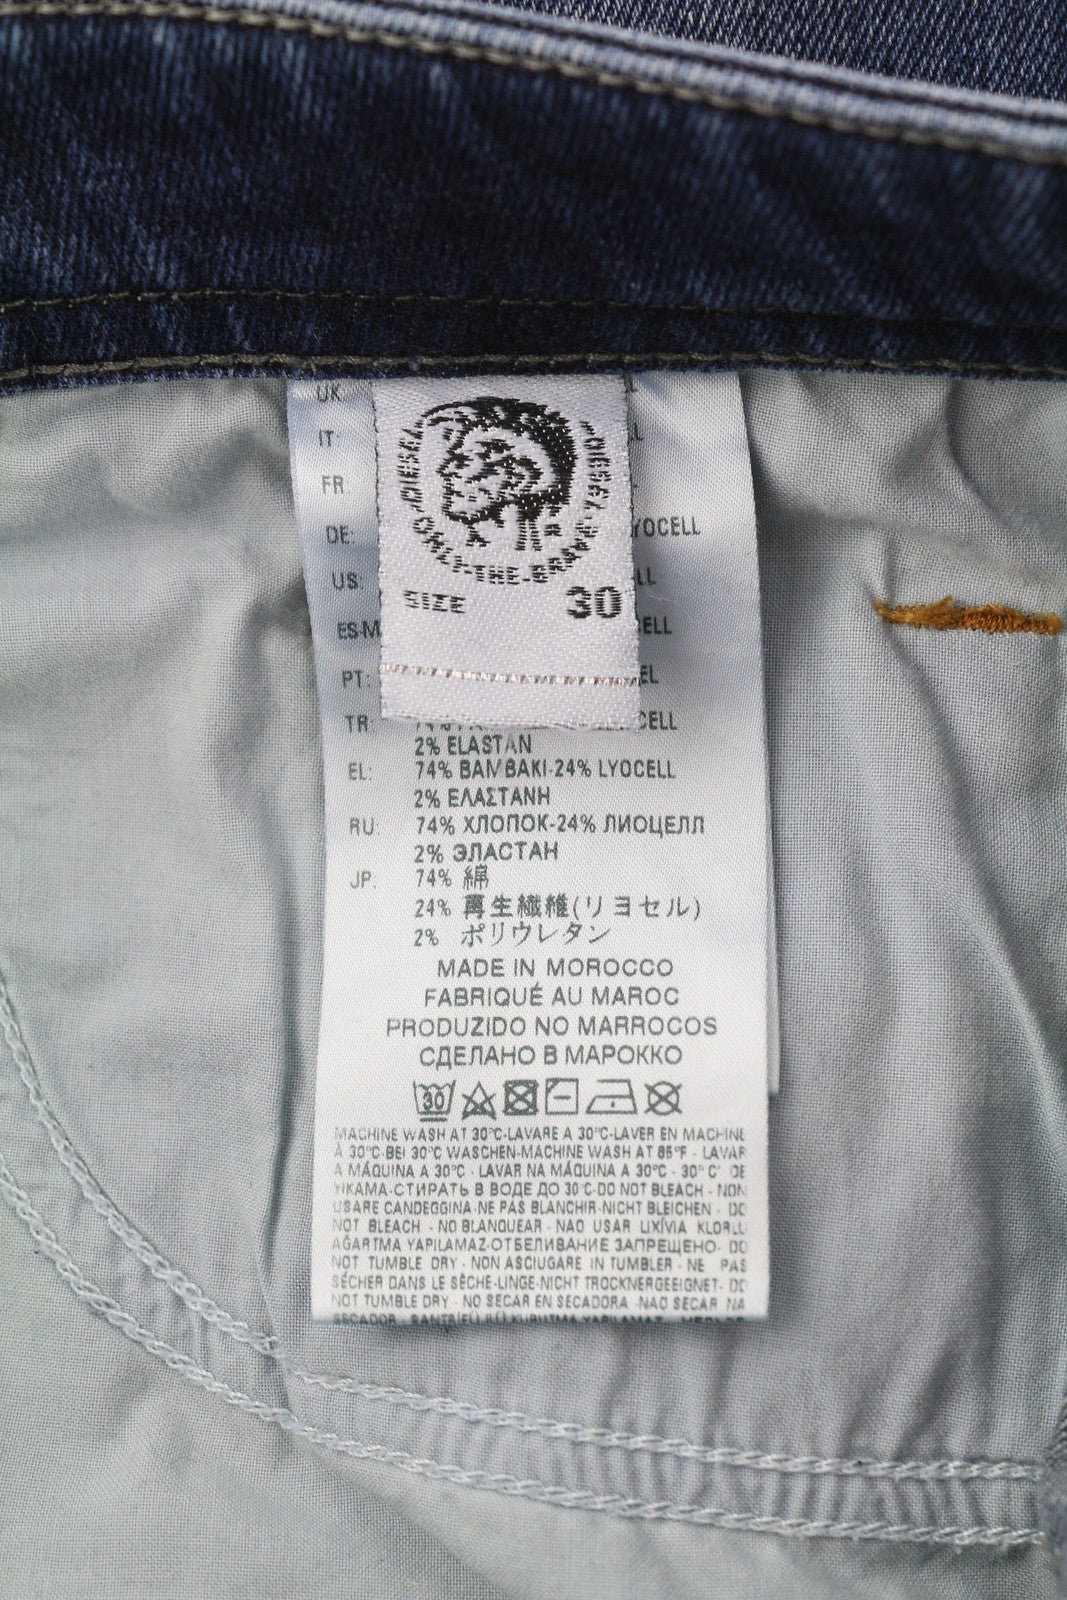 UK
IT:
FR
DE: LYOCELL
US:
ES-M
PT:
TR:
DIESEL
ONLY·THE·BRAVE
DIESEL
SIZE 30
2% ELASTAN
EL: 74% BAMBAKI-24% LYOCELL
2% ΕΛΑΣΤΑΝΗ
RU: 74% ХЛОПОК-24% ЛИОЦЕЛЛ
2% ЭЛАСТАН
JP: 74% 綿
24% 再生繊維(リヨセル)
2% ポリウレタン
MADE IN MOROCCO
FABRIQUÉ AU MAROC
PRODUZIDO NO MARROCOS
СДЕЛАНО В МАРОККО
30
MACHINE WASH AT 30°C-LAVARE A 30°C-LAVER EN MACHINE
À 30°C-BEI 30°C WASCHEN-MACHINE WASH AT 85°F - LAVAR
A MÁQUINA A 30°C - LAVAR NA MÁQUINA A 30°C - 30° C' DE
YIKAMA-СТИРАТЬ В ВОДЕ ДО 30°C-DO NOT BLEACH - NON
USARE CANDEGGINA-NE PAS BLANCHIR-NICHT BLEICHEN - DO
NOT BLEACH - NO BLANQUEAR - NAO USAR LIXÍVIA KLORLU
AĞARTMA YAPILAMAZ-ОТБЕЛИВАНИЕ ЗАПРЕЩЕНО- DO
NOT TUMBLE DRY - NON ASCIUGARE IN TUMBLER - NE PAS
SÉCHER DANS LE SÈCHE-LINGE-NICHT TROCKNERGEEIGNET- DO
NOT TUMBLE DRY - NO SECAR EN SECADORA -NAO SECAR NA
SECADOR